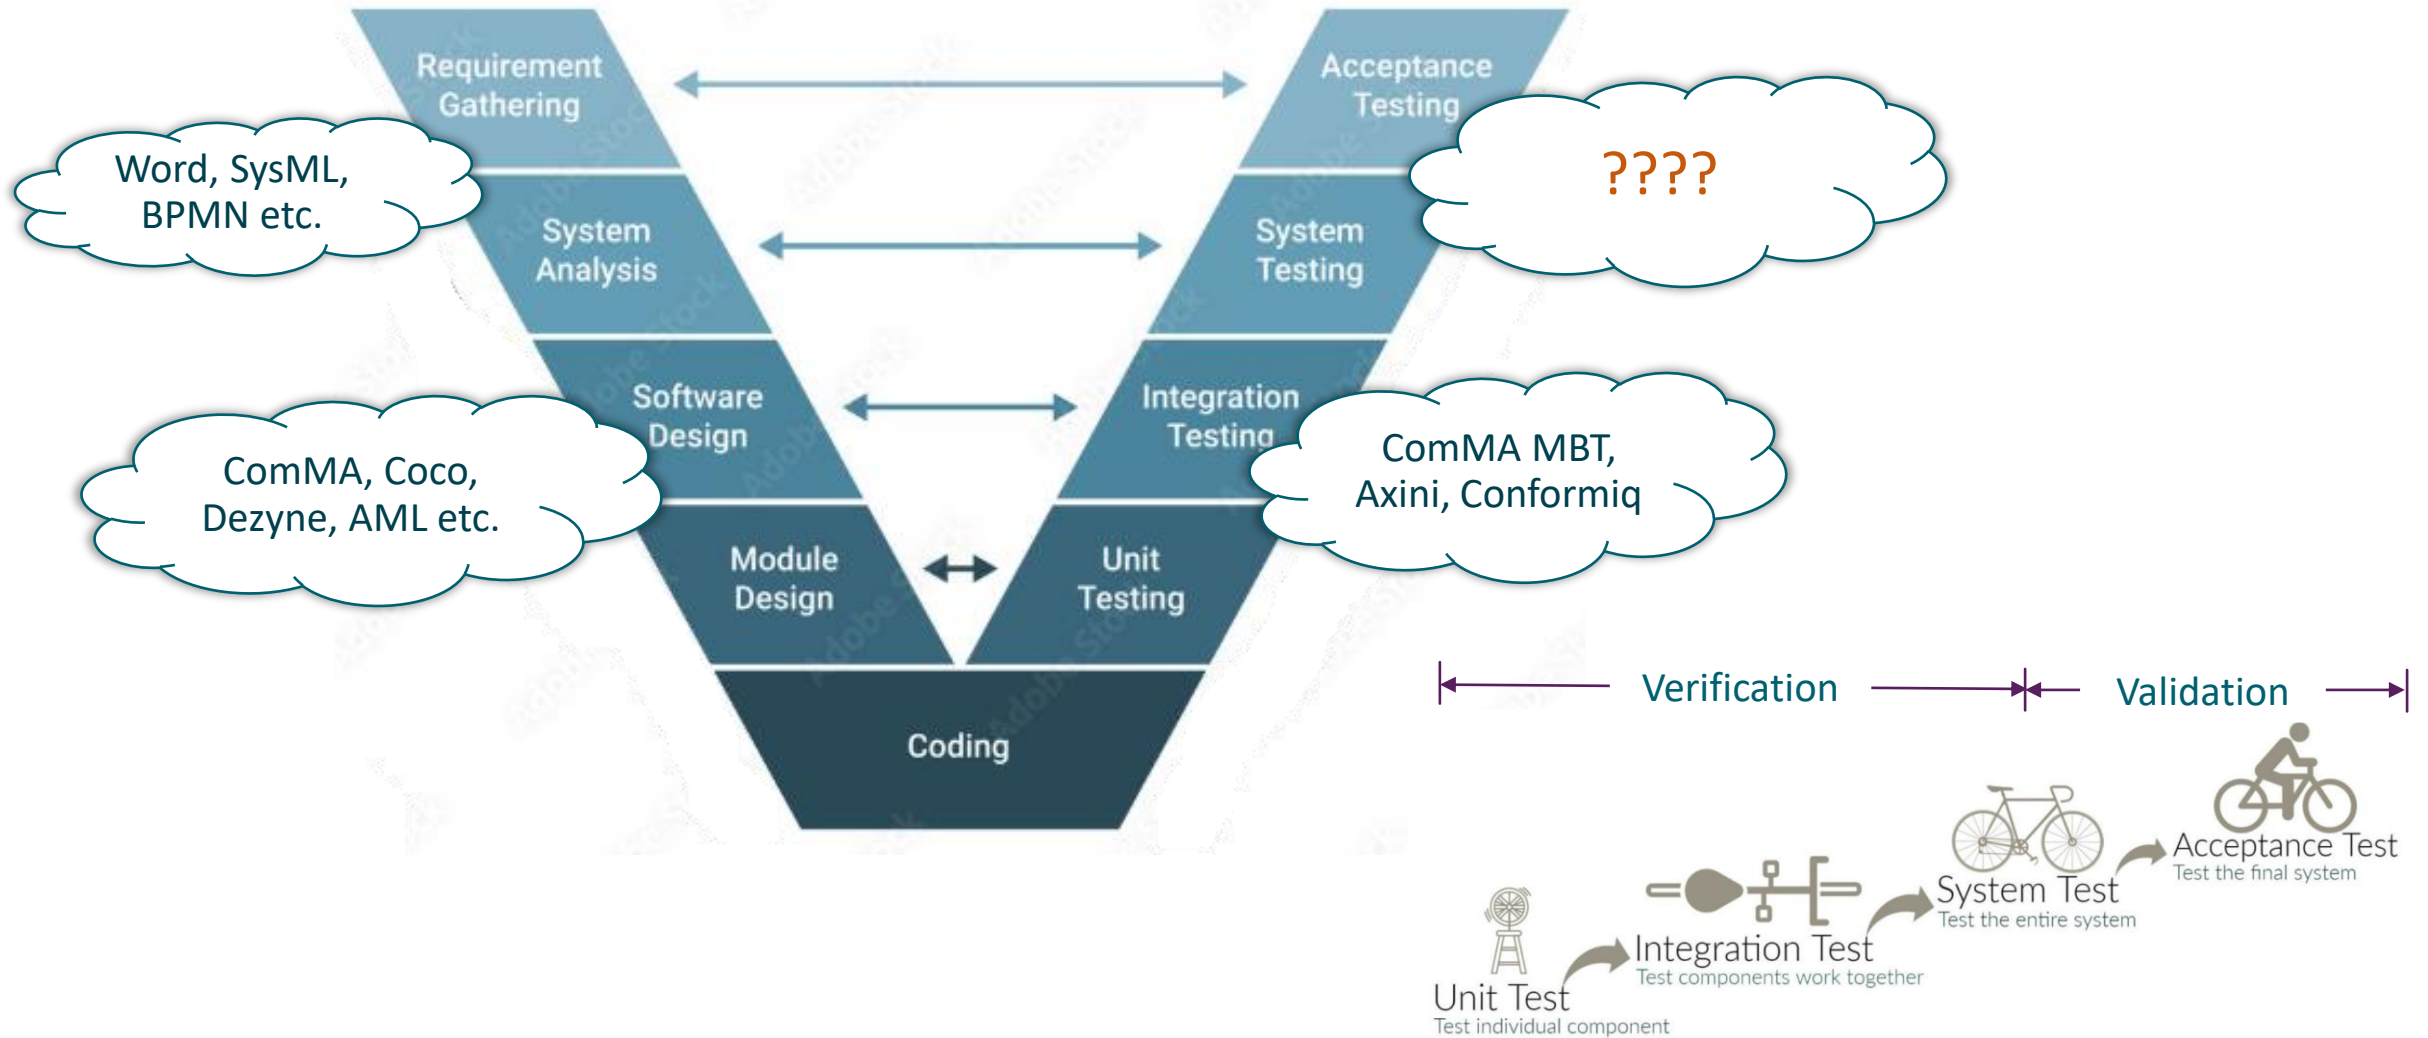 Requirement
Gathering
Acceptance
Testing
Word, SysML,
BPMN etc.
????
System
Analysis
System
Testing
Software
Design
Integration
Testing
ComMA, Coco,
Dezyne, AML etc.
ComMA MBT,
Axini, Conformiq
Module
Design
Unit
Testing
Coding
Verification
Validation
Acceptance Test
Test the final system
System Test
Test the entire system
Integration Test
Test components work together
Unit Test
Test individual component
Adobe Stock